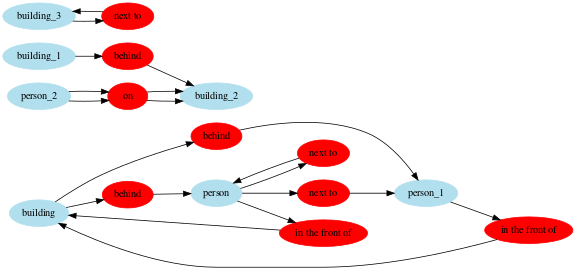 building_3
next to
building_1
behind
person_2
on
building_2
behind
next to
building
behind
person
next to
person_1
in the front of
in the front of